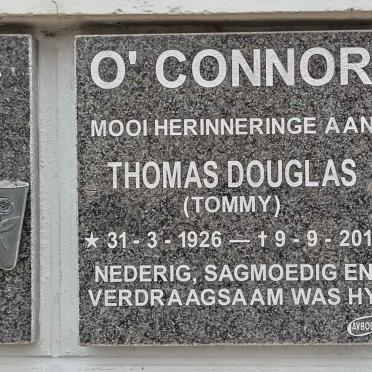 O' CONNOR
MOOI HERINNERINGE AAN
THOMAS DOUGLAS
(TOMMY)
★ 31 - 3 - 1926 — † 9 - 9 - 201
NEDERIG, SAGMOEDIG EN
VERDRAAGSAAM WAS HY
AVBOB